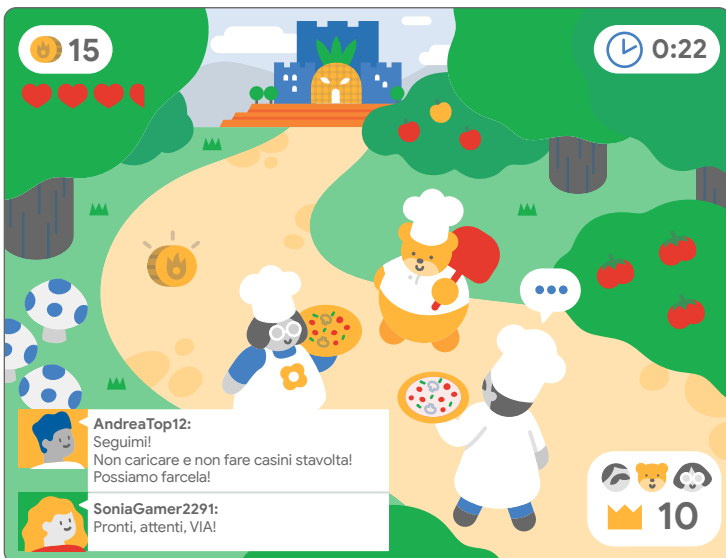 15
0:22
AndreaTop12:
Seguimi!
Non caricare e non fare casini stavolta!
Possiamo farcela!
SoniaGamer2291:
Pronti, attenti, VIA!
10